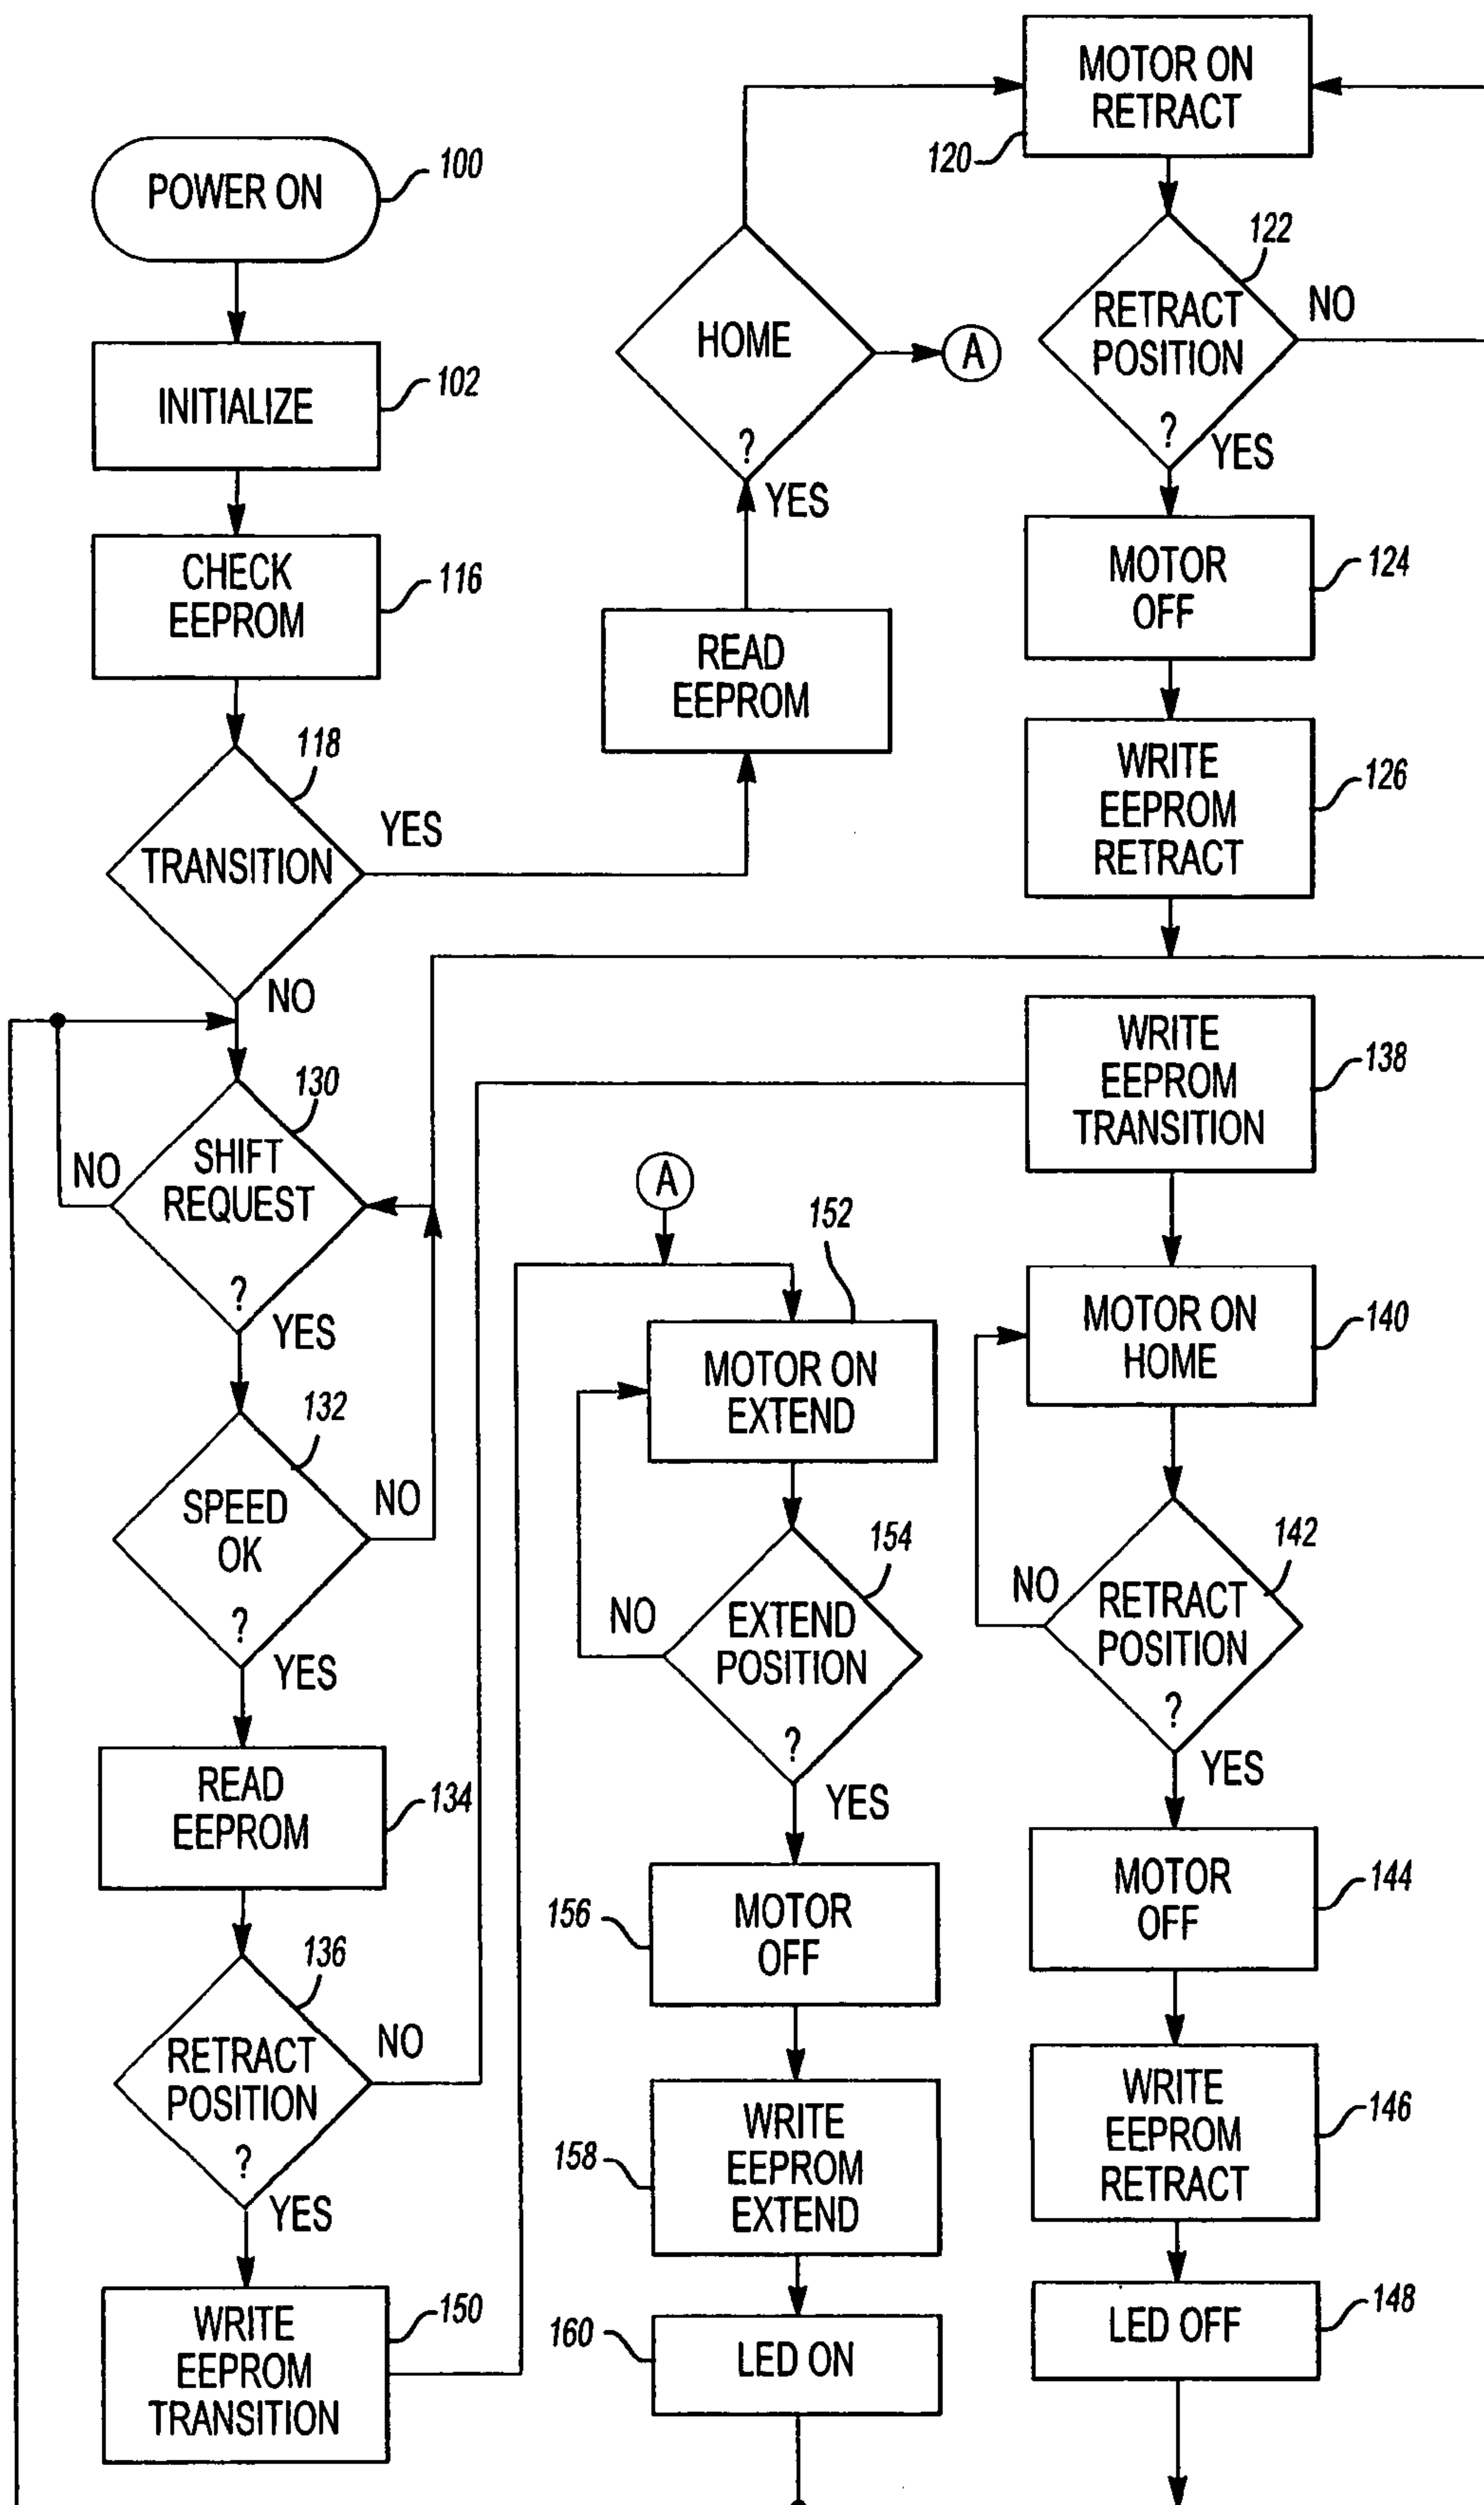 POWER ON
100
INITIALIZE
102
CHECK
EEPROM
116
TRANSITION
118
YES
NO
SHIFT
REQUEST
?
130
NO
YES
SPEED
OK
?
132
NO
YES
READ
EEPROM
134
RETRACT
POSITION
?
136
NO
YES
WRITE
EEPROM
TRANSITION
150
READ
EEPROM
YES
HOME
?
A
MOTOR ON
RETRACT
120
RETRACT
POSITION
?
122
NO
YES
MOTOR
OFF
124
WRITE
EEPROM
RETRACT
126
WRITE
EEPROM
TRANSITION
138
MOTOR ON
HOME
140
RETRACT
POSITION
?
142
NO
YES
MOTOR
OFF
144
WRITE
EEPROM
RETRACT
146
LED OFF
148
A
152
MOTOR ON
EXTEND
EXTEND
POSITION
?
154
NO
YES
MOTOR
OFF
156
WRITE
EEPROM
EXTEND
158
LED ON
160